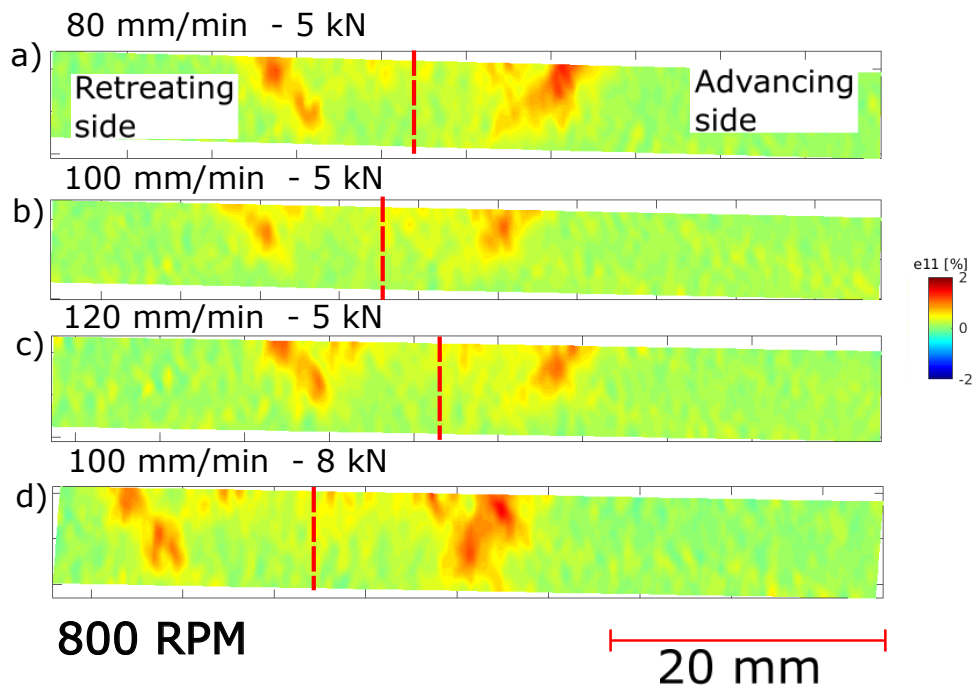 80 mm/min - 5 kN
a)
Retreating
side
Advancing
side
100 mm/min - 5 kN
b)
120 mm/min - 5 kN
c)
100 mm/min - 8 kN
d)
e11 [%]
2
0
-2
800 RPM
20 mm